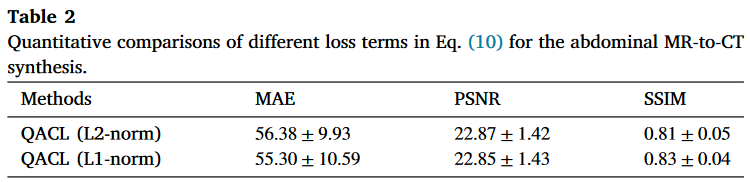 Table 2
Quantitative comparisons of different loss terms in Eq. (10) for the abdominal MR-to-CT
synthesis.
Methods MAE PSNR SSIM
QACL (L2-norm) 56.38 ± 9.93 22.87 ± 1.42 0.81 ± 0.05
QACL (L1-norm) 55.30 ± 10.59 22.85 ± 1.43 0.83 ± 0.04